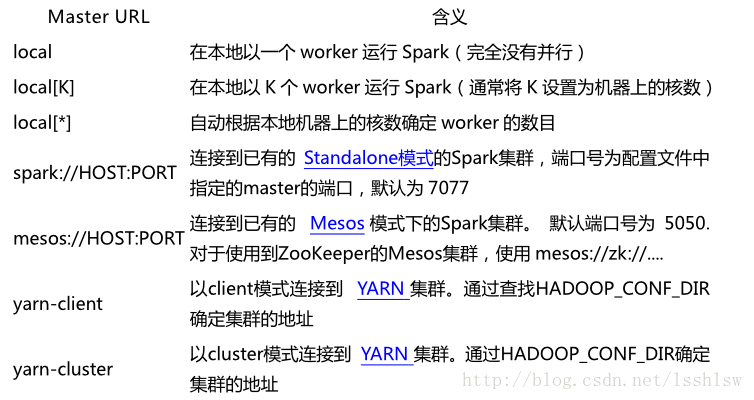 Master URL 含义
local 在本地以一个 worker 运行 Spark（完全没有并行）
local[K] 在本地以 K 个 worker 运行 Spark（通常将 K 设置为机器上的核数）
local[*] 自动根据本地机器上的核数确定 worker 的数目
spark://HOST:PORT 连接到已有的 Standalone模式的Spark集群，端口号为配置文件中
指定的master的端口，默认为 7077
mesos://HOST:PORT 连接到已有的 Mesos 模式下的Spark集群。 默认端口号为 5050.
对于使用到ZooKeeper的Mesos集群，使用 mesos://zk://....
yarn-client 以client模式连接到 YARN 集群。通过查找HADOOP_CONF_DIR
确定集群的地址
yarn-cluster 以cluster模式连接到 YARN 集群。通过HADOOP_CONF_DIR确定
集群的地址
http://blog.csdn.net/lsshlsw